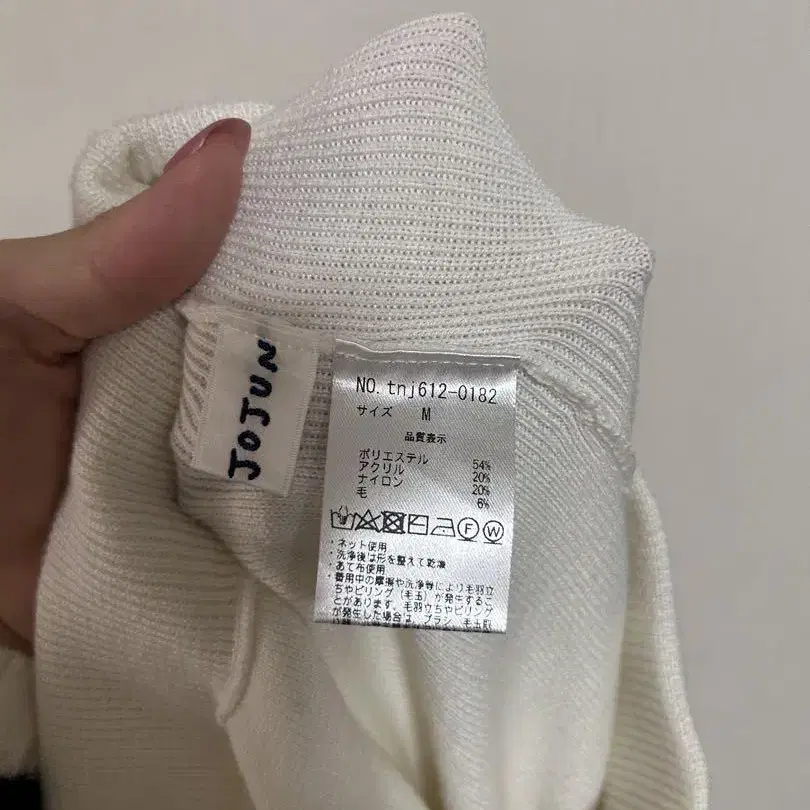 JOJUN
NO. tnj612-0182
サイズ M
品質表示
ポリエステル 54%
アクリル 20%
ナイロン 20%
毛 6%
F W
・ネット使用
・洗浄後は形を整えて乾燥
・あて布使用
・着用中の摩擦や洗浄等により毛羽立
ちやピリング(毛玉)が発生するこ
とがあります。毛羽立ちやピリング
が発生した場合は、ブラシ、毛玉取